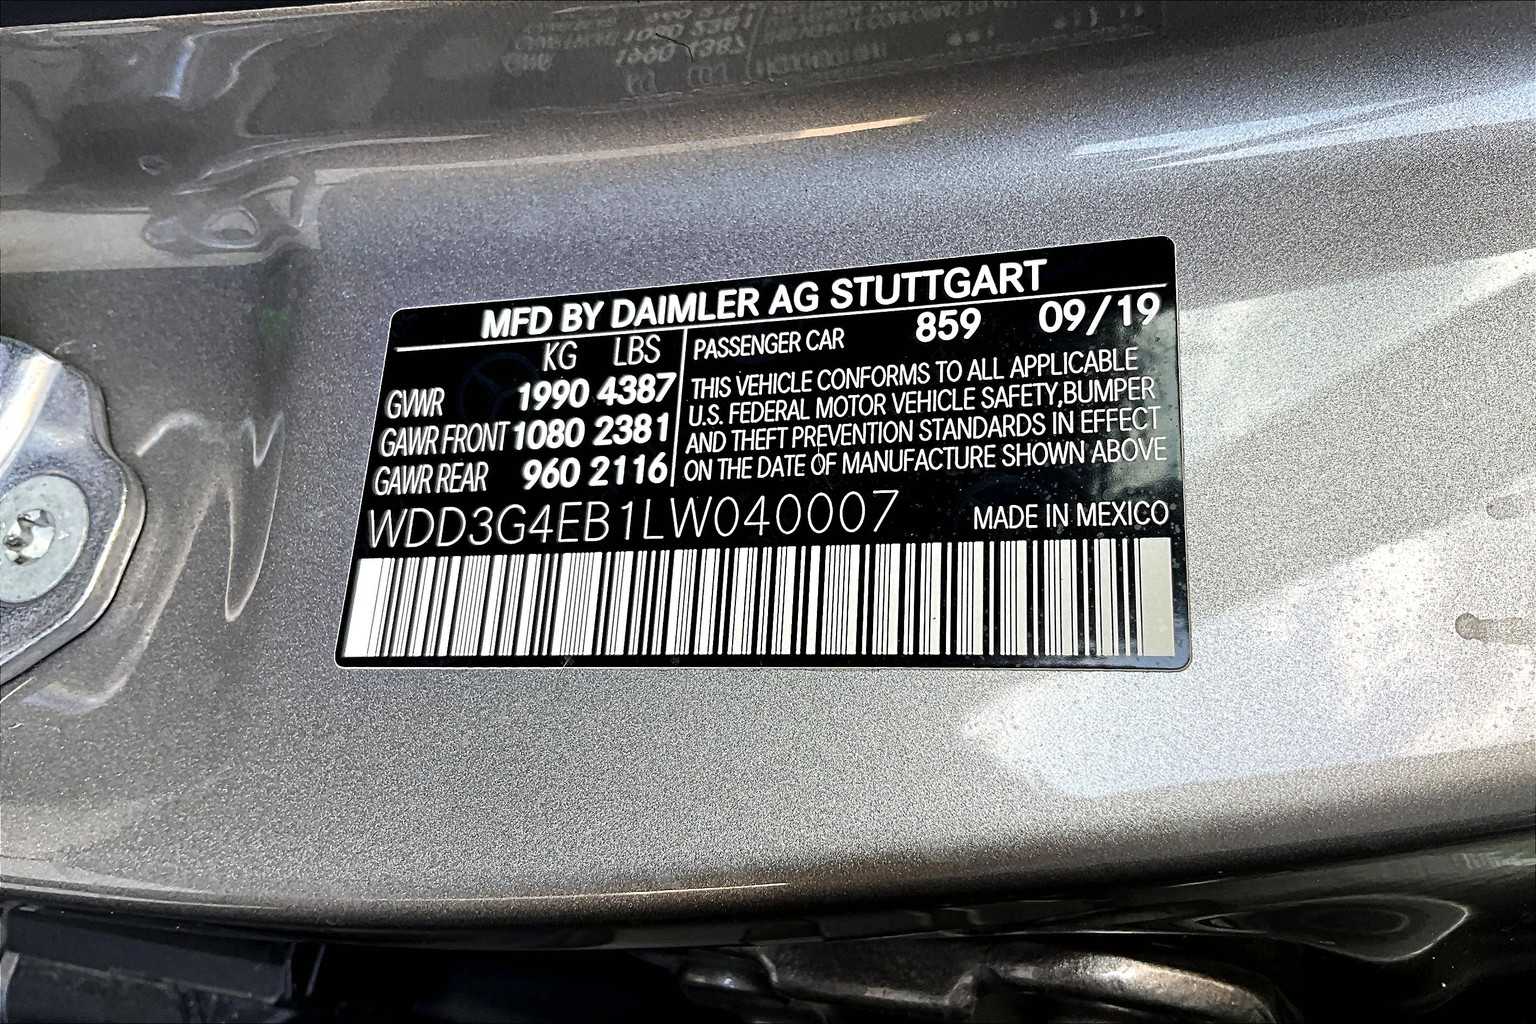 MFD BY DAIMLER AG STUTTGART
KG LBS
GVWR 1990 4387
GAWR FRONT 1080 2381
GAWR REAR 960 2116
PASSENGER CAR 859 09/19
THIS VEHICLE CONFORMS TO ALL APPLICABLE
U.S. FEDERAL MOTOR VEHICLE SAFETY,BUMPER
AND THEFT PREVENTION STANDARDS IN EFFECT
ON THE DATE OF MANUFACTURE SHOWN ABOVE
WDD3G4EB1LW040007
MADE IN MEXICO